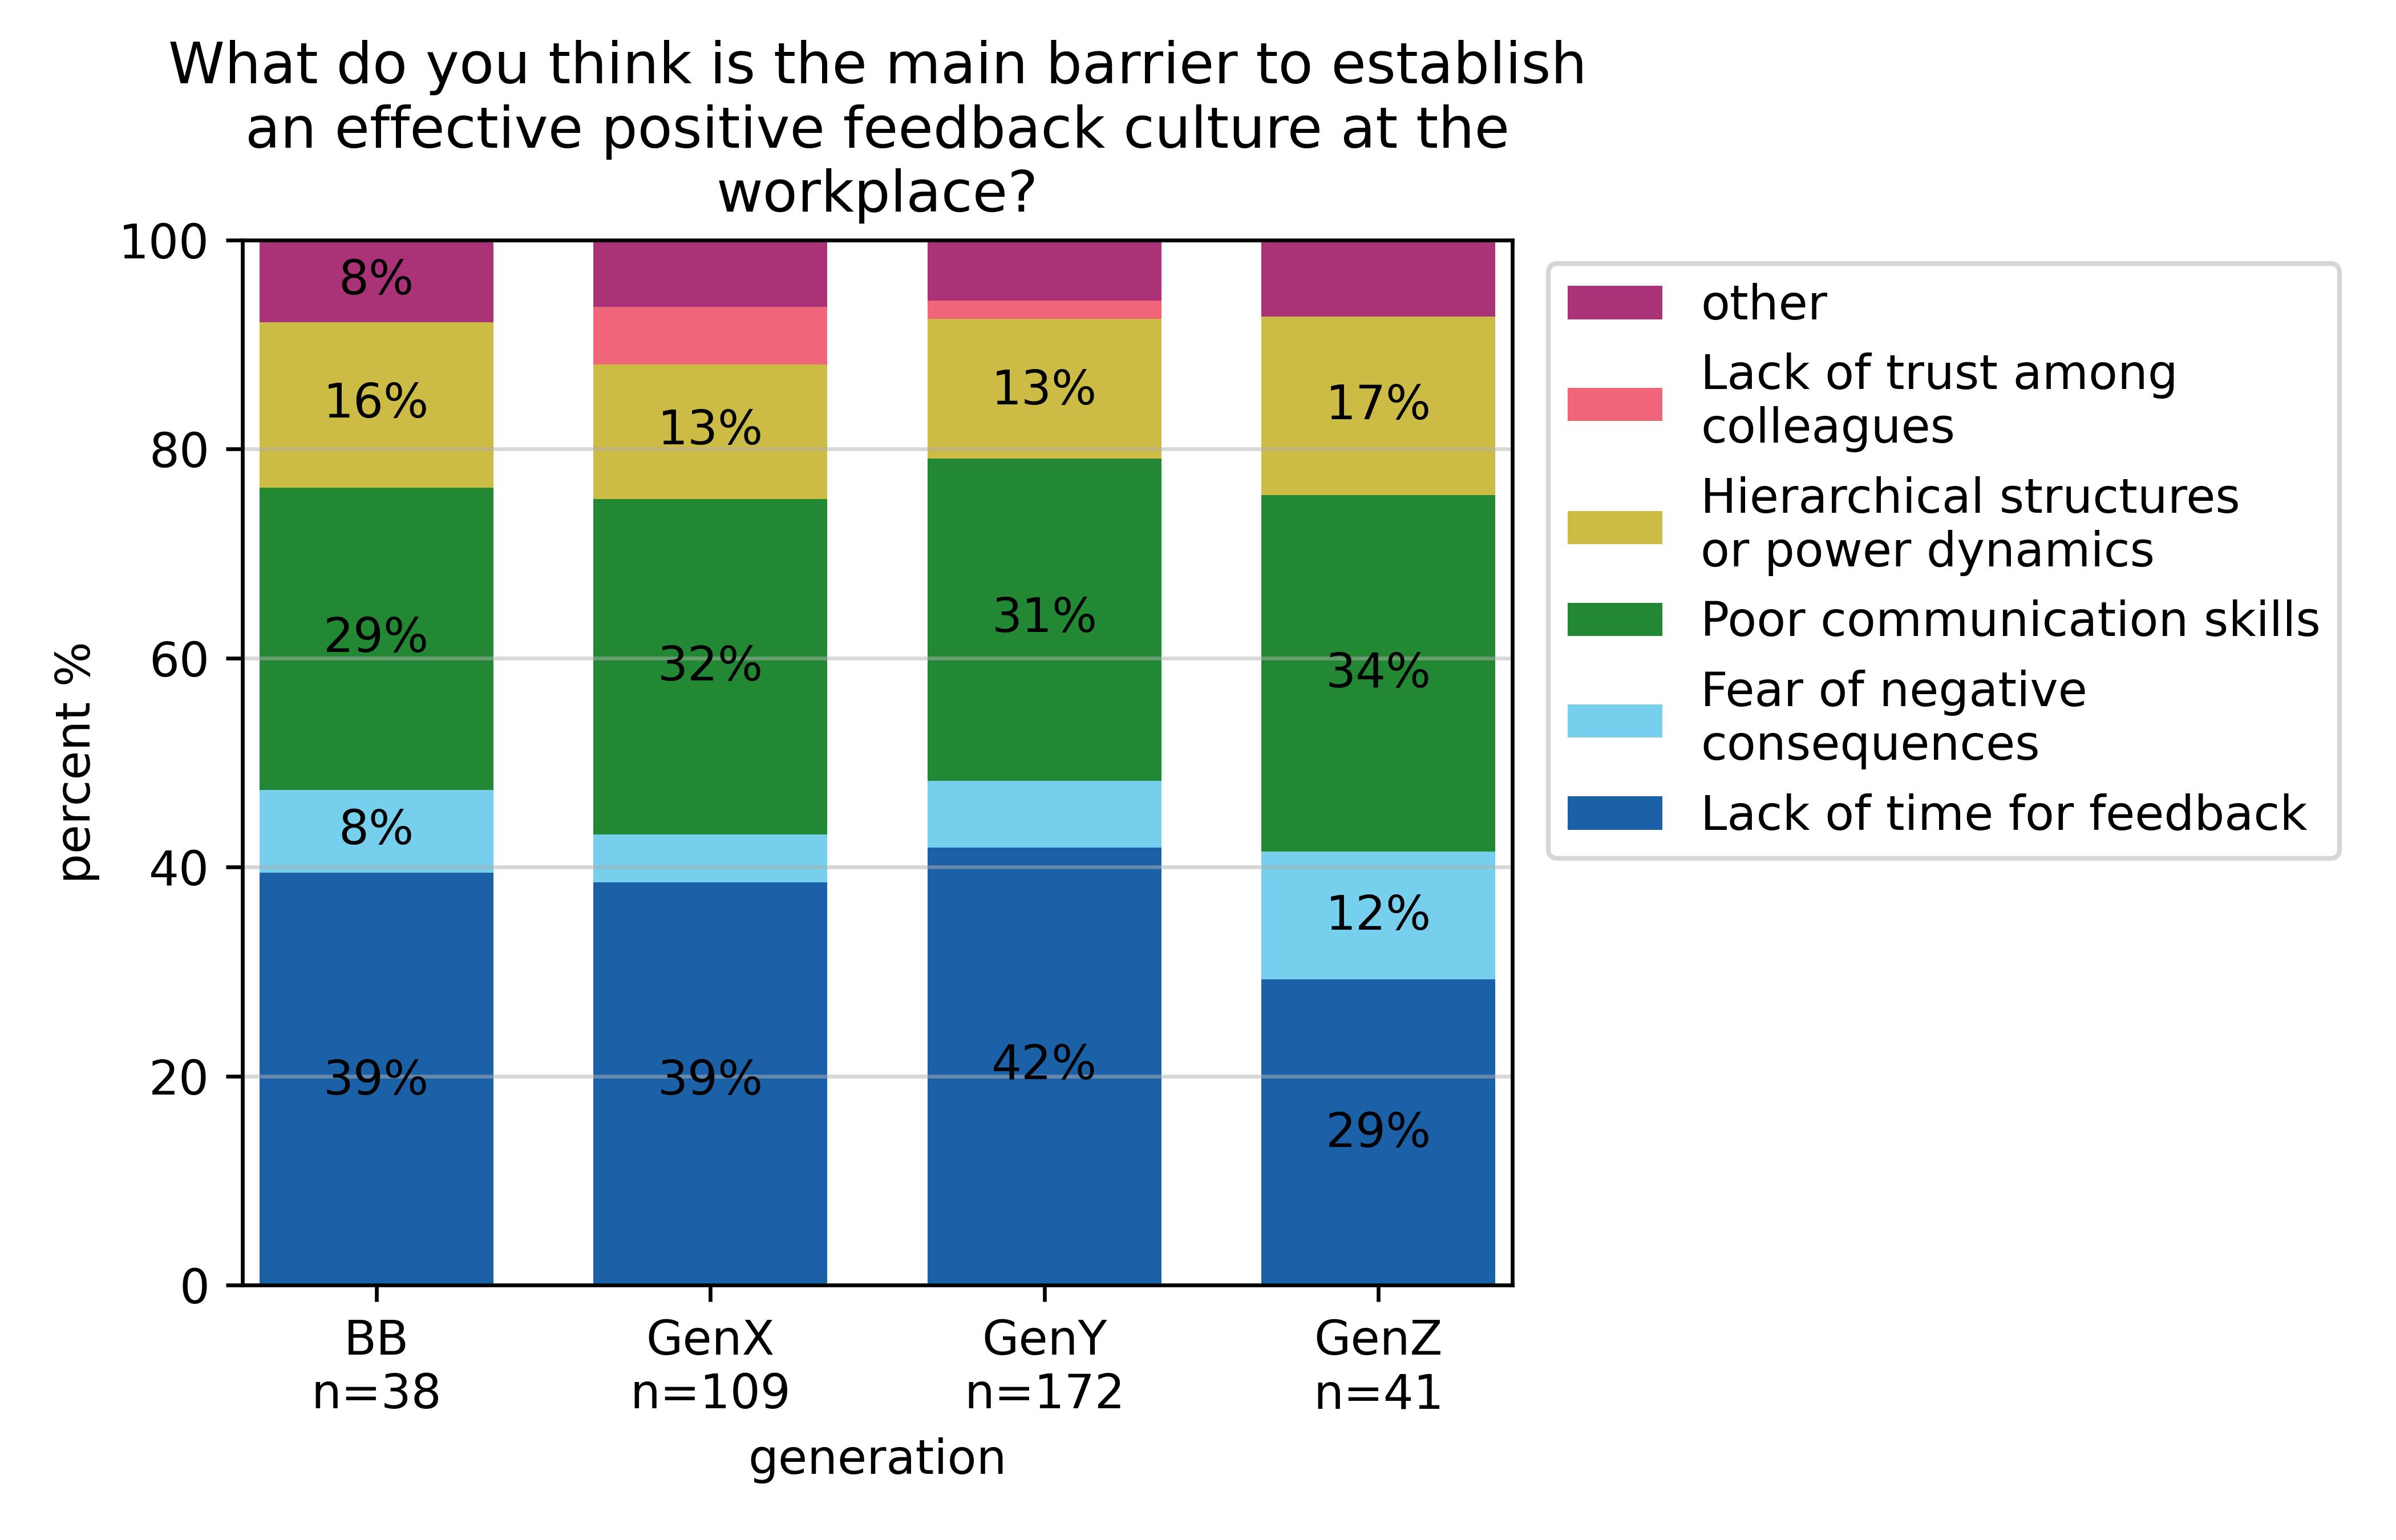 What do you think is the main barrier to establish
an effective positive feedback culture at the
workplace?
100
80
60
40
20
0
percent %
8%
16%
29%
8%
39%
13%
32%
39%
13%
31%
42%
17%
34%
12%
29%
BB
n=38
GenX
n=109
GenY
n=172
GenZ
n=41
generation
other
Lack of trust among
colleagues
Hierarchical structures
or power dynamics
Poor communication skills
Fear of negative
consequences
Lack of time for feedback